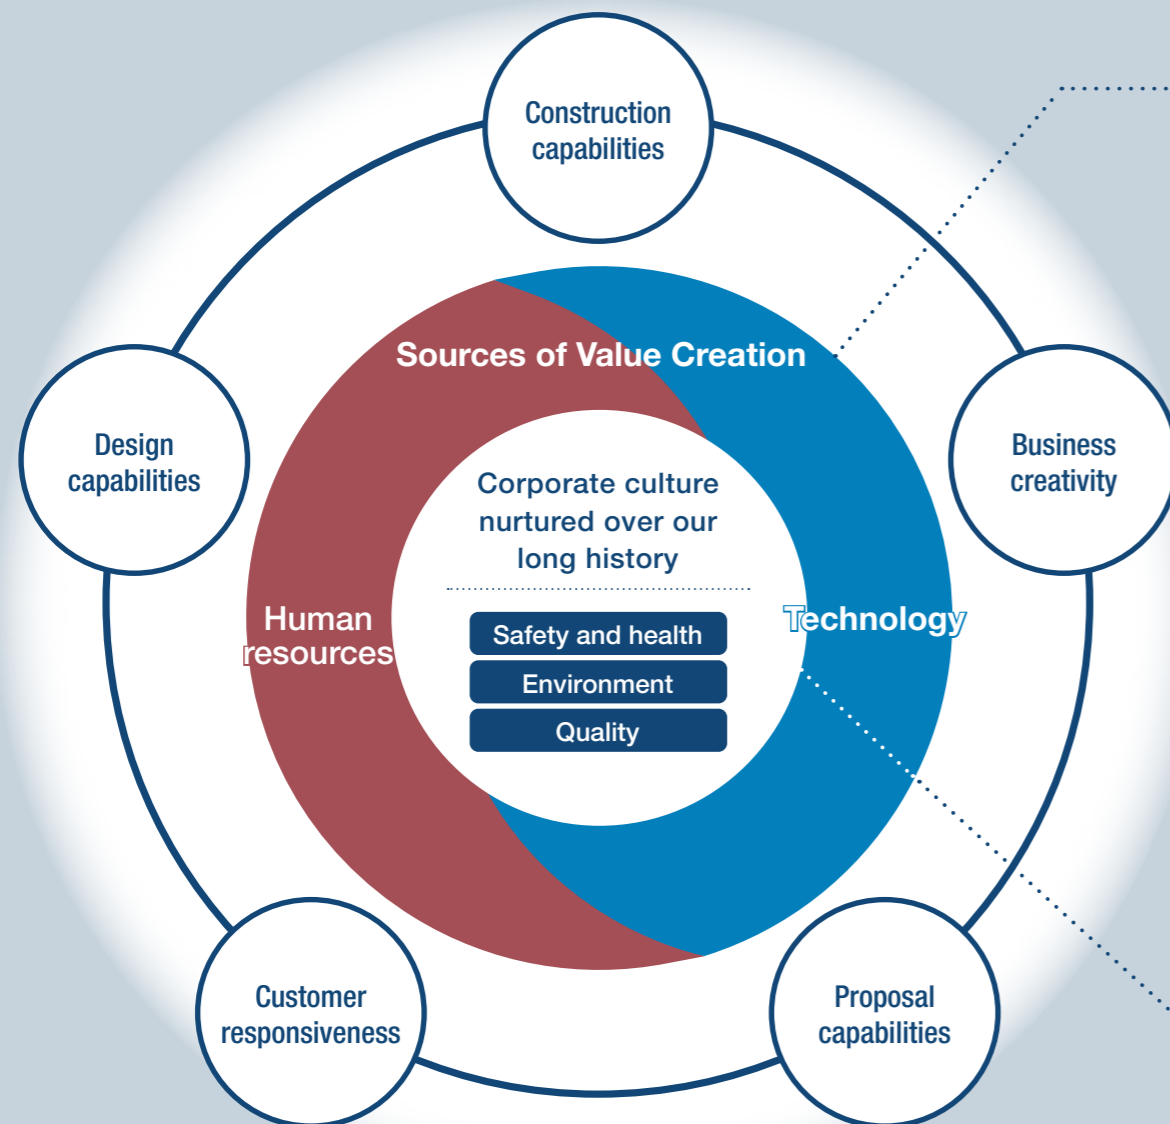 Construction
capabilities
Sources of Value Creation
Design
capabilities
Business
creativity
Corporate culture
nurtured over our
long history
Human
resources
Technology
Safety and health
Environment
Quality
Customer
responsiveness
Proposal
capabilities